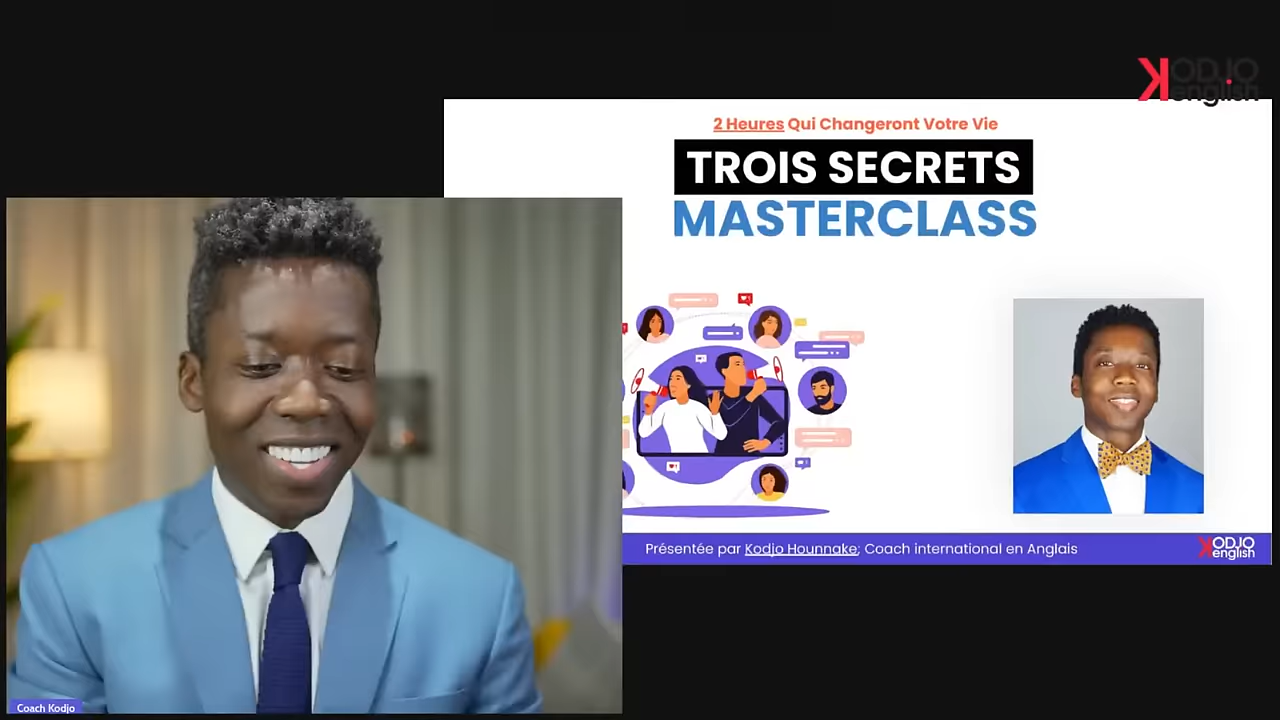 KODJO
english
2 Heures Qui Changeront Votre Vie
TROIS SECRETS
MASTERCLASS
Présentée par Kodjo Hounnake; Coach international en Anglais
KODJO
english
Coach Kodjo